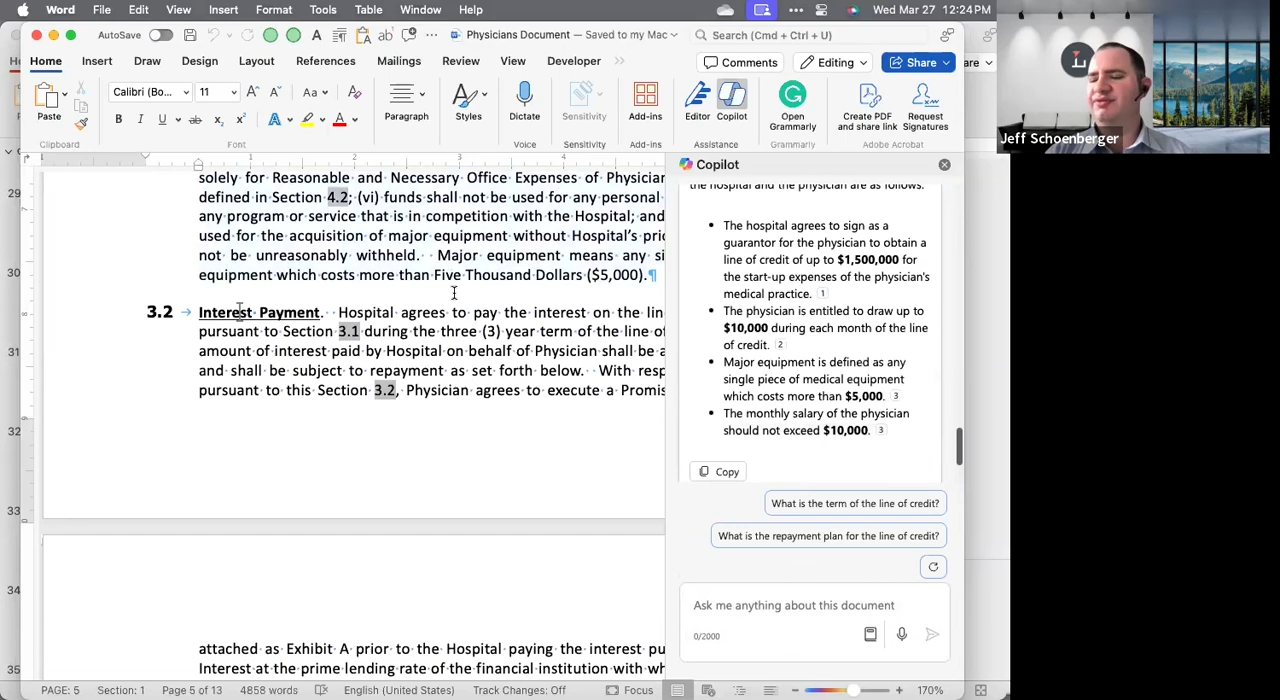 Word File Edit View Insert Format Tools Table Window Help Wed Mar 27 12:24 PM
AutoSave Physicians Document — Saved to my Mac Search (Cmd + Ctrl + U)
Home Insert Draw Design Layout References Mailings Review View Developer Comments Editing Share are
Paste Calibri (Bo... 11 Aa Paragraph Styles Dictate Sensitivity Add-ins Editor Copilot Open Grammarly Create PDF and share link Request Signatures
Clipboard Font Voice Sensitivity Add-ins Assistance Grammarly Adobe Acrobat
Jeff Schoenberger
1 1 2 3 4
29
30
31
32
33
34
35
solely for Reasonable and Necessary Office Expenses of Physician
defined in Section 4.2; (vi) funds shall not be used for any personal
any program or service that is in competition with the Hospital; and
used for the acquisition of major equipment without Hospital's
not be unreasonably withheld. Major equipment means any
equipment which costs more than Five Thousand Dollars ($5,000).¶
3.2 → Interest Payment. Hospital agrees to pay the interest on the
pursuant to Section 3.1 during the three (3) year term of the line of
amount of interest paid by Hospital on behalf of Physician shall be
and shall be subject to repayment as set forth below. With
pursuant to this Section 3.2, Physician agrees to execute a
attached as Exhibit A prior to the Hospital paying the interest
Interest at the prime lending rate of the financial institution with
Copilot
the hospital and the physician are as follows:
• The hospital agrees to sign as a
guarantor for the physician to obtain a
line of credit of up to $1,500,000 for
the start-up expenses of the physician's
medical practice. 1
• The physician is entitled to draw up to
$10,000 during each month of the line
of credit. 2
• Major equipment is defined as any
single piece of medical equipment
which costs more than $5,000. 3
• The monthly salary of the physician
should not exceed $10,000. 3
Copy
What is the term of the line of credit?
What is the repayment plan for the line of credit?
Ask me anything about this document
0/2000
PAGE: 5 Section: 1 Page 5 of 13 4858 words English (United States) Track Changes: Off Focus 170%